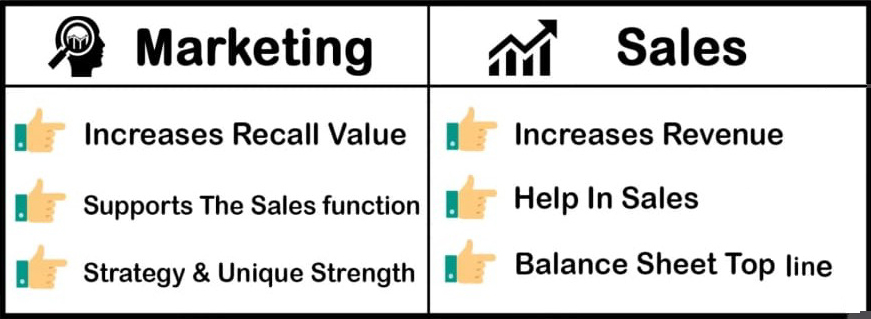 Marketing
Sales
Increases Recall Value
Increases Revenue
Supports The Sales function
Help In Sales
Strategy & Unique Strength
Balance Sheet Top line